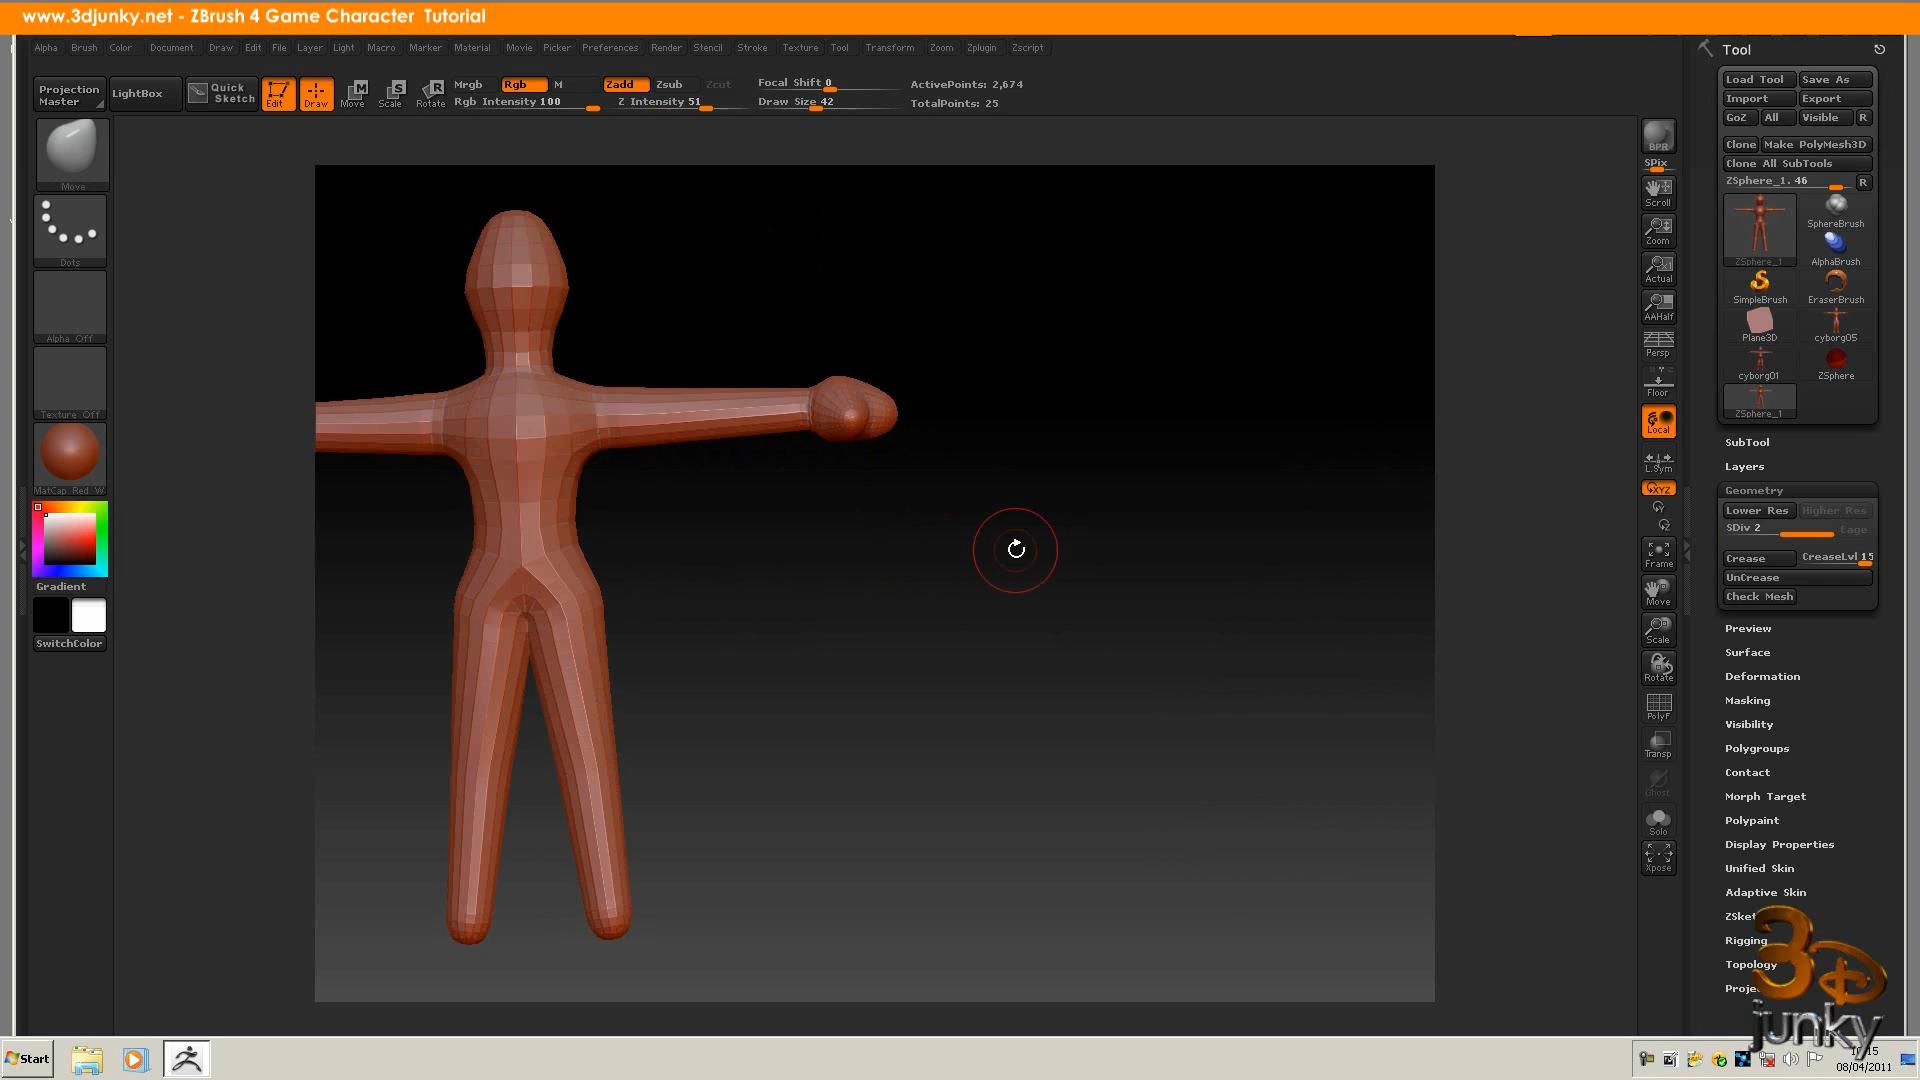 www.3djunky.net - ZBrush 4 Game Character Tutorial
Alpha Brush Color Document Draw Edit File Layer Light Macro Marker Material Movie Picker Preferences Render Stencil Stroke Texture Tool Transform Zoom Zplugin Zscript
Tool
Projection Master
LightBox
Quick Sketch
Edit
Draw
Move
Scale
Rotate
Mrgb Rgb M
Rgb Intensity 100
Zadd Zsub Zcut
Z Intensity 51
Focal Shift 0
Draw Size 42
ActivePoints: 2,674
TotalPoints: 25
Move
Dots
Alpha Off
Texture Off
MatCap Red W
Gradient
SwitchColor
BPR
SPix
Scroll
Zoom
Actual
AAHalf
Persp
Floor
Local
L.Sym
XYZ
Y
Z
Frame
Move
Scale
Rotate
PolyF
Transp
Ghost
Solo
Xpose
Load Tool Save As
Import Export
GoZ All Visible R
Clone Make PolyMesh3D
Clone All SubTools
ZSphere_1. 46 R
ZSphere_1
SphereBrush
AlphaBrush
SimpleBrush EraserBrush
Plane3D cyborg05
cyborg01 ZSphere
ZSphere_1
SubTool
Layers
Geometry
Lower Res Higher Res
SDiv 2 Cage
Crease CreaseLvl 15
UnCrease
Check Mesh
Preview
Surface
Deformation
Masking
Visibility
Polygroups
Contact
Morph Target
Polypaint
Display Properties
Unified Skin
Adaptive Skin
ZSke
Rigging
Topology
Proje
3D
junky
Start
08/04/2011